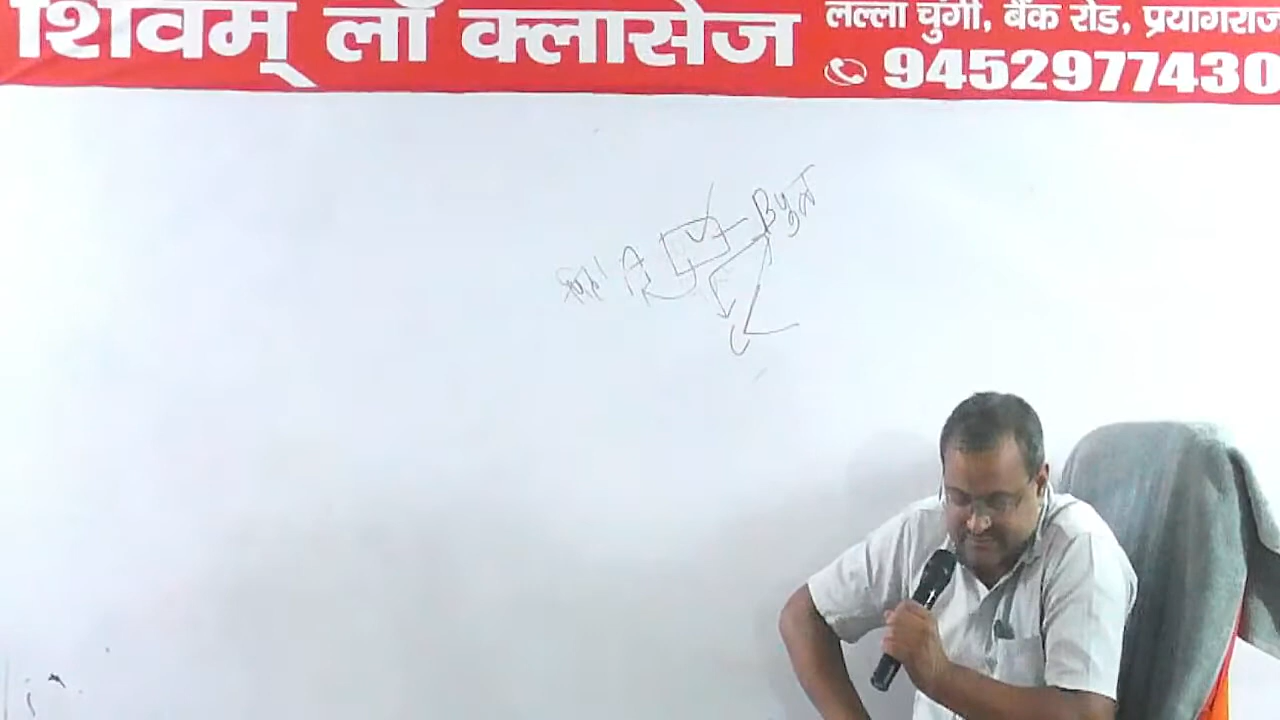 शिवम् लॉ क्लासेज
लल्ला चुंगी, बैंक रोड, प्रयागराज
9452977430
A B पुत्र
C